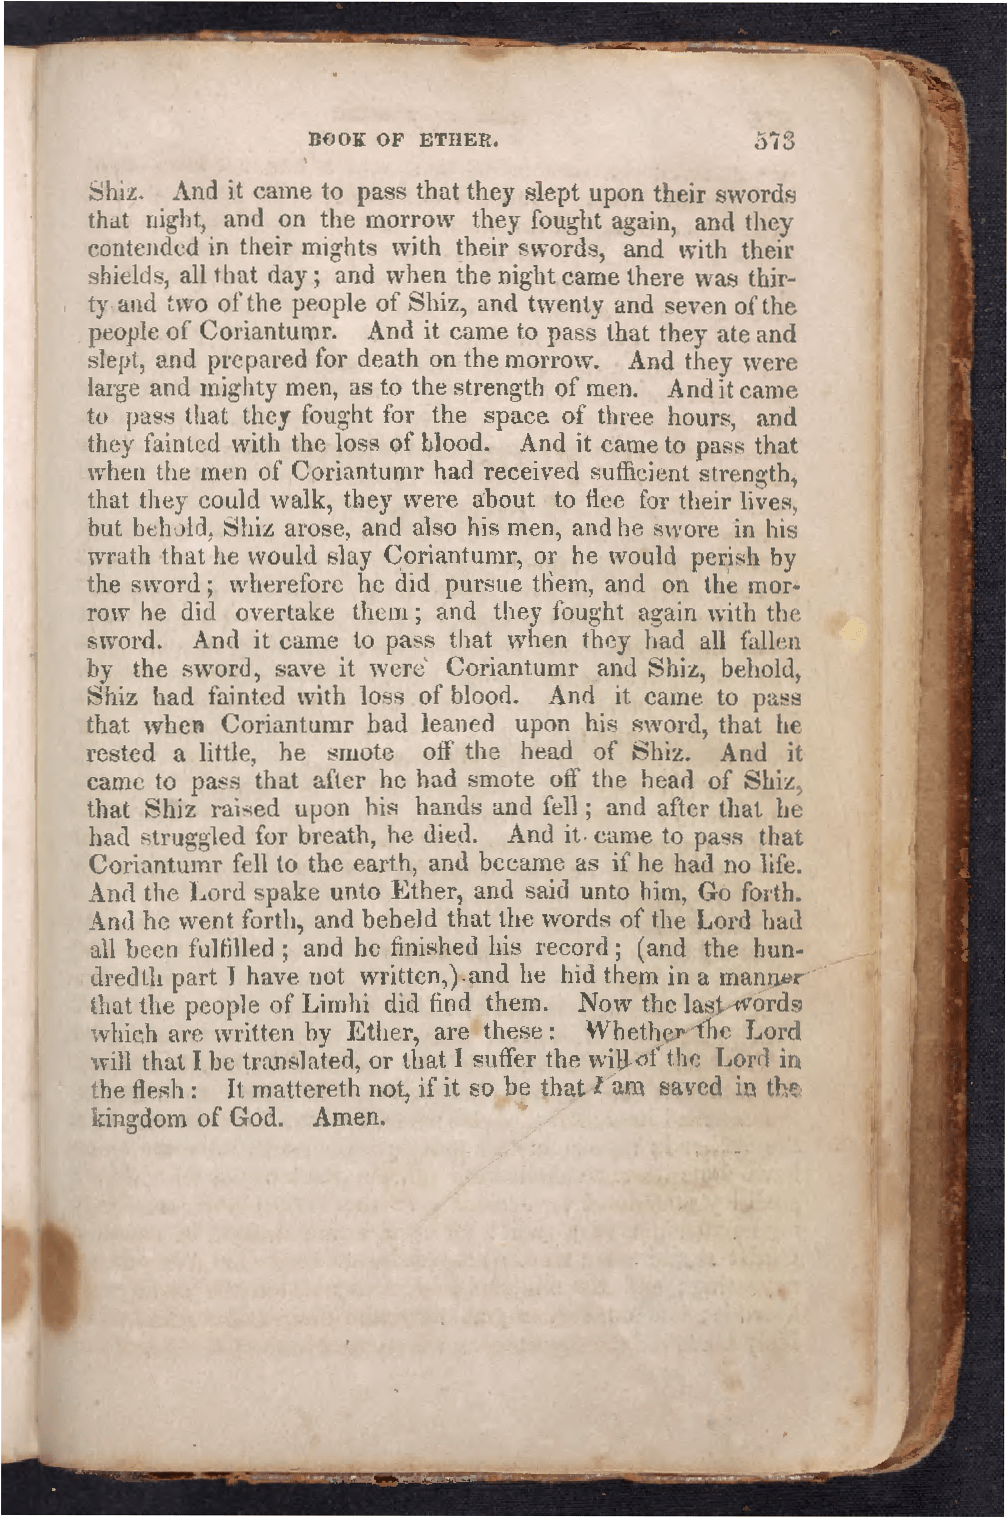 BOOK OF ETHER. 573
Shiz. And it came to pass that they slept upon their swords
that night, and on the morrow they fought again, and they
contended in their mights with their swords, and with their
shields, all that day; and when the night came there was thir-
ty and two of the people of Shiz, and twenty and seven of the
people of Coriantumr. And it came to pass that they ate and
slept, and prepared for death on the morrow. And they were
large and mighty men, as to the strength of men. And it came
to pass that they fought for the space of three hours, and
they fainted with the loss of blood. And it came to pass that
when the men of Coriantumr had received sufficient strength,
that they could walk, they were about to flee for their lives,
but behold, Shiz arose, and also his men, and he swore in his
wrath that he would slay Coriantumr, or he would perish by
the sword; wherefore he did pursue them, and on the mor-
row he did overtake them; and they fought again with the
sword. And it came to pass that when they had all fallen
by the sword, save it were Coriantumr and Shiz, behold,
Shiz had fainted with loss of blood. And it came to pass
that when Coriantumr had leaned upon his sword, that he
rested a little, he smote off the head of Shiz. And it
came to pass that after he had smote off the head of Shiz,
that Shiz raised upon his hands and fell; and after that he
had struggled for breath, he died. And it came to pass that
Coriantumr fell to the earth, and became as if he had no life.
And the Lord spake unto Ether, and said unto him, Go forth.
And he went forth, and beheld that the words of the Lord had
all been fulfilled; and he finished his record; (and the hun-
dredth part I have not written,) and he hid them in a manner
that the people of Limhi did find them. Now the last words
which are written by Ether, are these: Whether the Lord
will that I be translated, or that I suffer the will of the Lord in
the flesh: It mattereth not, if it so be that I am saved in the
kingdom of God. Amen.